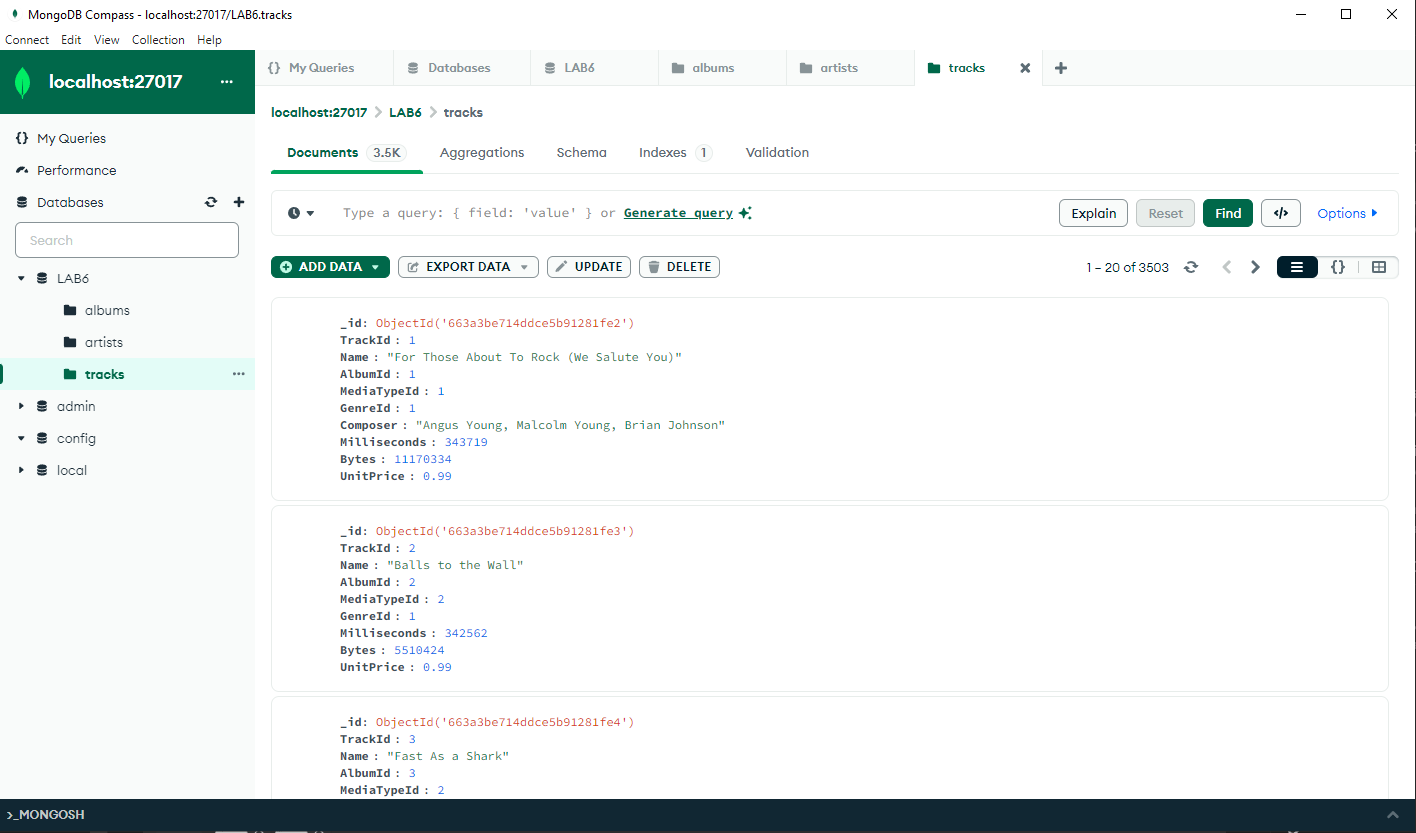 MongoDB Compass - localhost:27017/LAB6.tracks
Connect Edit View Collection Help
localhost:27017 ...
{} My Queries Databases LAB6 albums artists tracks
localhost:27017 > LAB6 > tracks
My Queries
Performance
Databases
Search
LAB6
albums
artists
tracks ...
admin
config
local
Documents 3.5K Aggregations Schema Indexes 1 Validation
Type a query: { field: 'value' } or Generate query Explain Reset Find </> Options
ADD DATA EXPORT DATA UPDATE DELETE 1 – 20 of 3503 {}
_id: ObjectId('663a3be714ddce5b91281fe2')
TrackId : 1
Name : "For Those About To Rock (We Salute You)"
AlbumId : 1
MediaTypeId : 1
GenreId : 1
Composer : "Angus Young, Malcolm Young, Brian Johnson"
Milliseconds : 343719
Bytes : 11170334
UnitPrice : 0.99
_id: ObjectId('663a3be714ddce5b91281fe3')
TrackId : 2
Name : "Balls to the Wall"
AlbumId : 2
MediaTypeId : 2
GenreId : 1
Milliseconds : 342562
Bytes : 5510424
UnitPrice : 0.99
_id: ObjectId('663a3be714ddce5b91281fe4')
TrackId : 3
Name : "Fast As a Shark"
AlbumId : 3
MediaTypeId : 2
>_MONGOSH